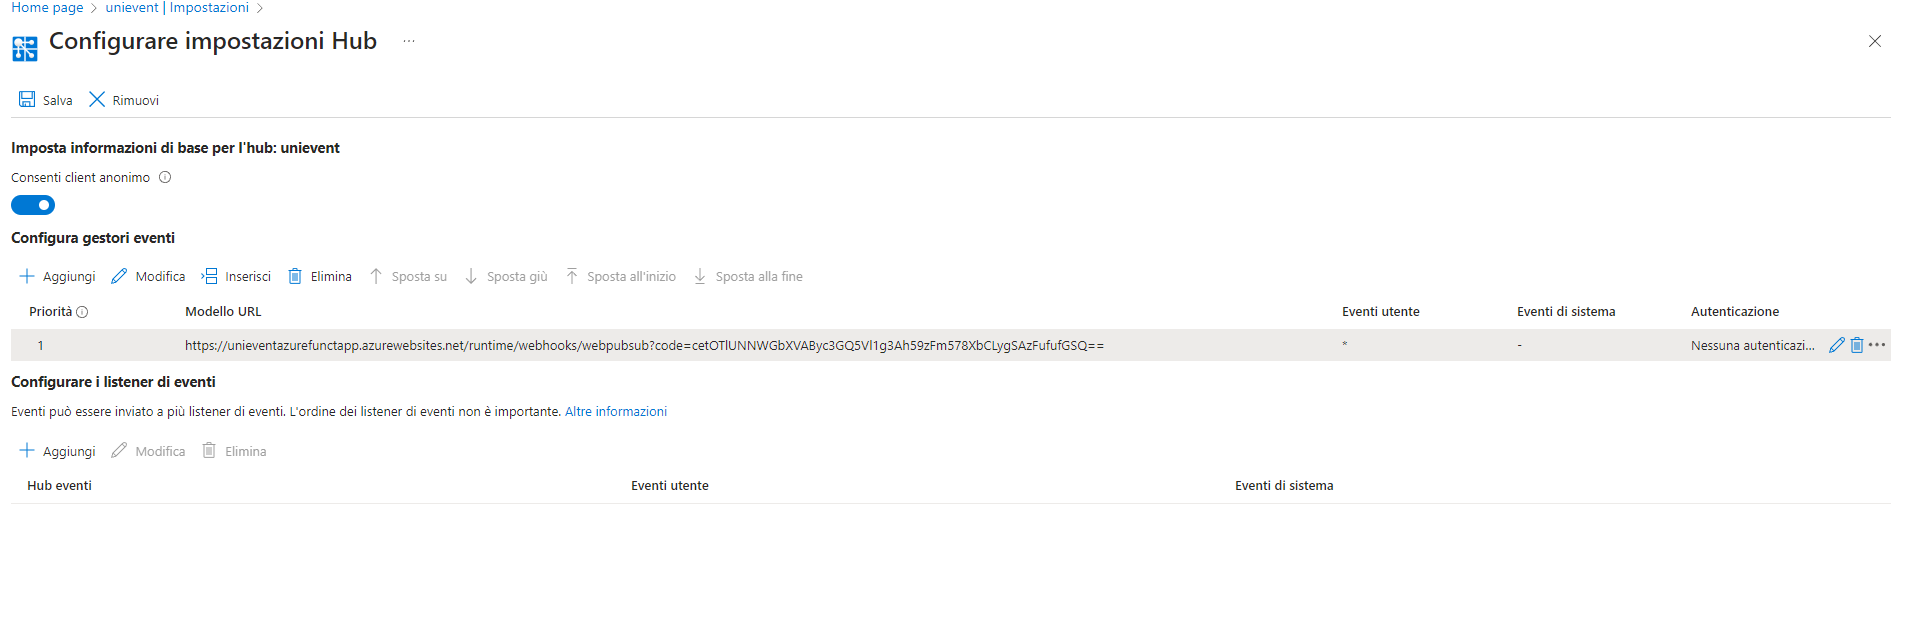 Home page > unievent | Impostazioni >
Configurare impostazioni Hub ...
Salva Rimuovi
Imposta informazioni di base per l'hub: unievent
Consenti client anonimo
Configura gestori eventi
Aggiungi Modifica Inserisci Elimina Sposta su Sposta giù Sposta all'inizio Sposta alla fine
Priorità Modello URL Eventi utente Eventi di sistema Autenticazione
1 https://unieventazurefunctapp.azurewebsites.net/runtime/webhooks/webpubsub?code=cetOTlUNNWGbXVAByc3GQ5Vl1g3Ah59zFm578XbCLygSAzFufufGSQ== * - Nessuna autenticazi...
Configurare i listener di eventi
Eventi può essere inviato a più listener di eventi. L'ordine dei listener di eventi non è importante. Altre informazioni
Aggiungi Modifica Elimina
Hub eventi Eventi utente Eventi di sistema